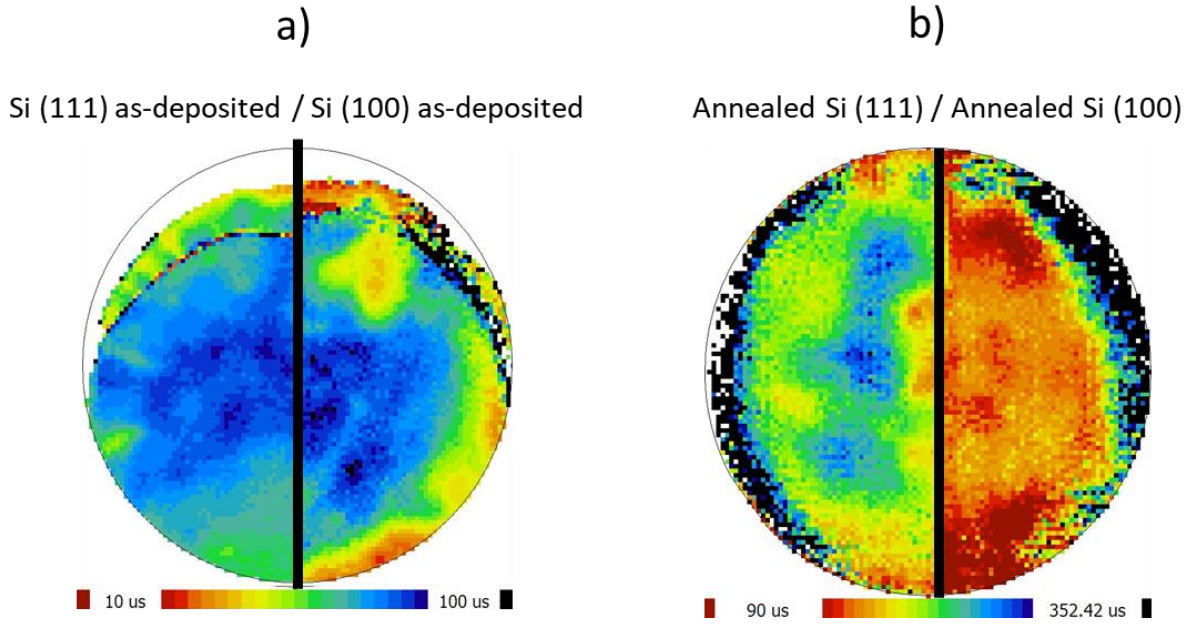 a)
b)
Si (111) as-deposited / Si (100) as-deposited
Annealed Si (111) / Annealed Si (100)
10 us
100 us
90 us
352.42 us